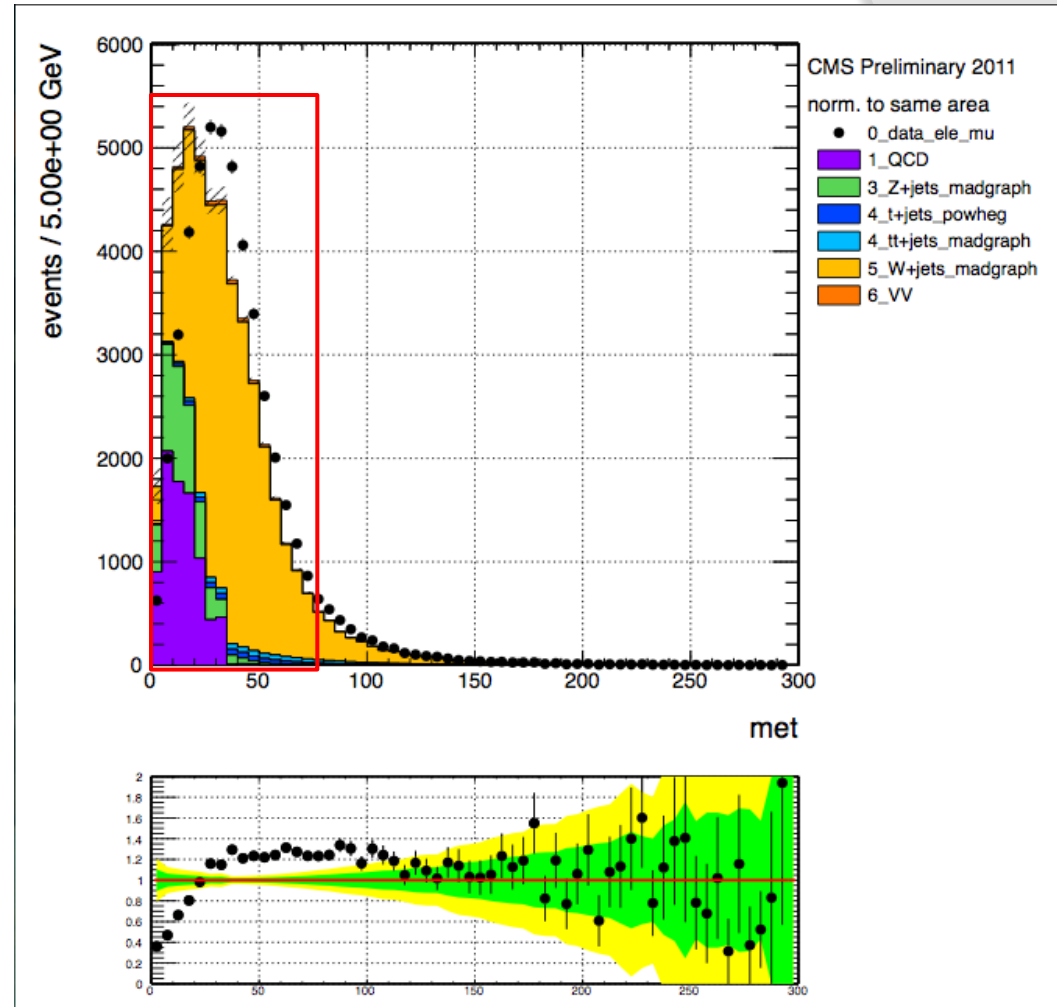 events / 5.00e+00 GeV
6000
5000
4000
3000
2000
1000
0
0 50 100 150 200 250 300
met
CMS Preliminary 2011
norm. to same area
0_data_ele_mu
1_QCD
3_Z+jets_madgraph
4_t+jets_powheg
4_tt+jets_madgraph
5_W+jets_madgraph
6_VV
2
1.8
1.6
1.4
1.2
1
0.8
0.6
0.4
0.2
0
0 50 100 150 200 250 300